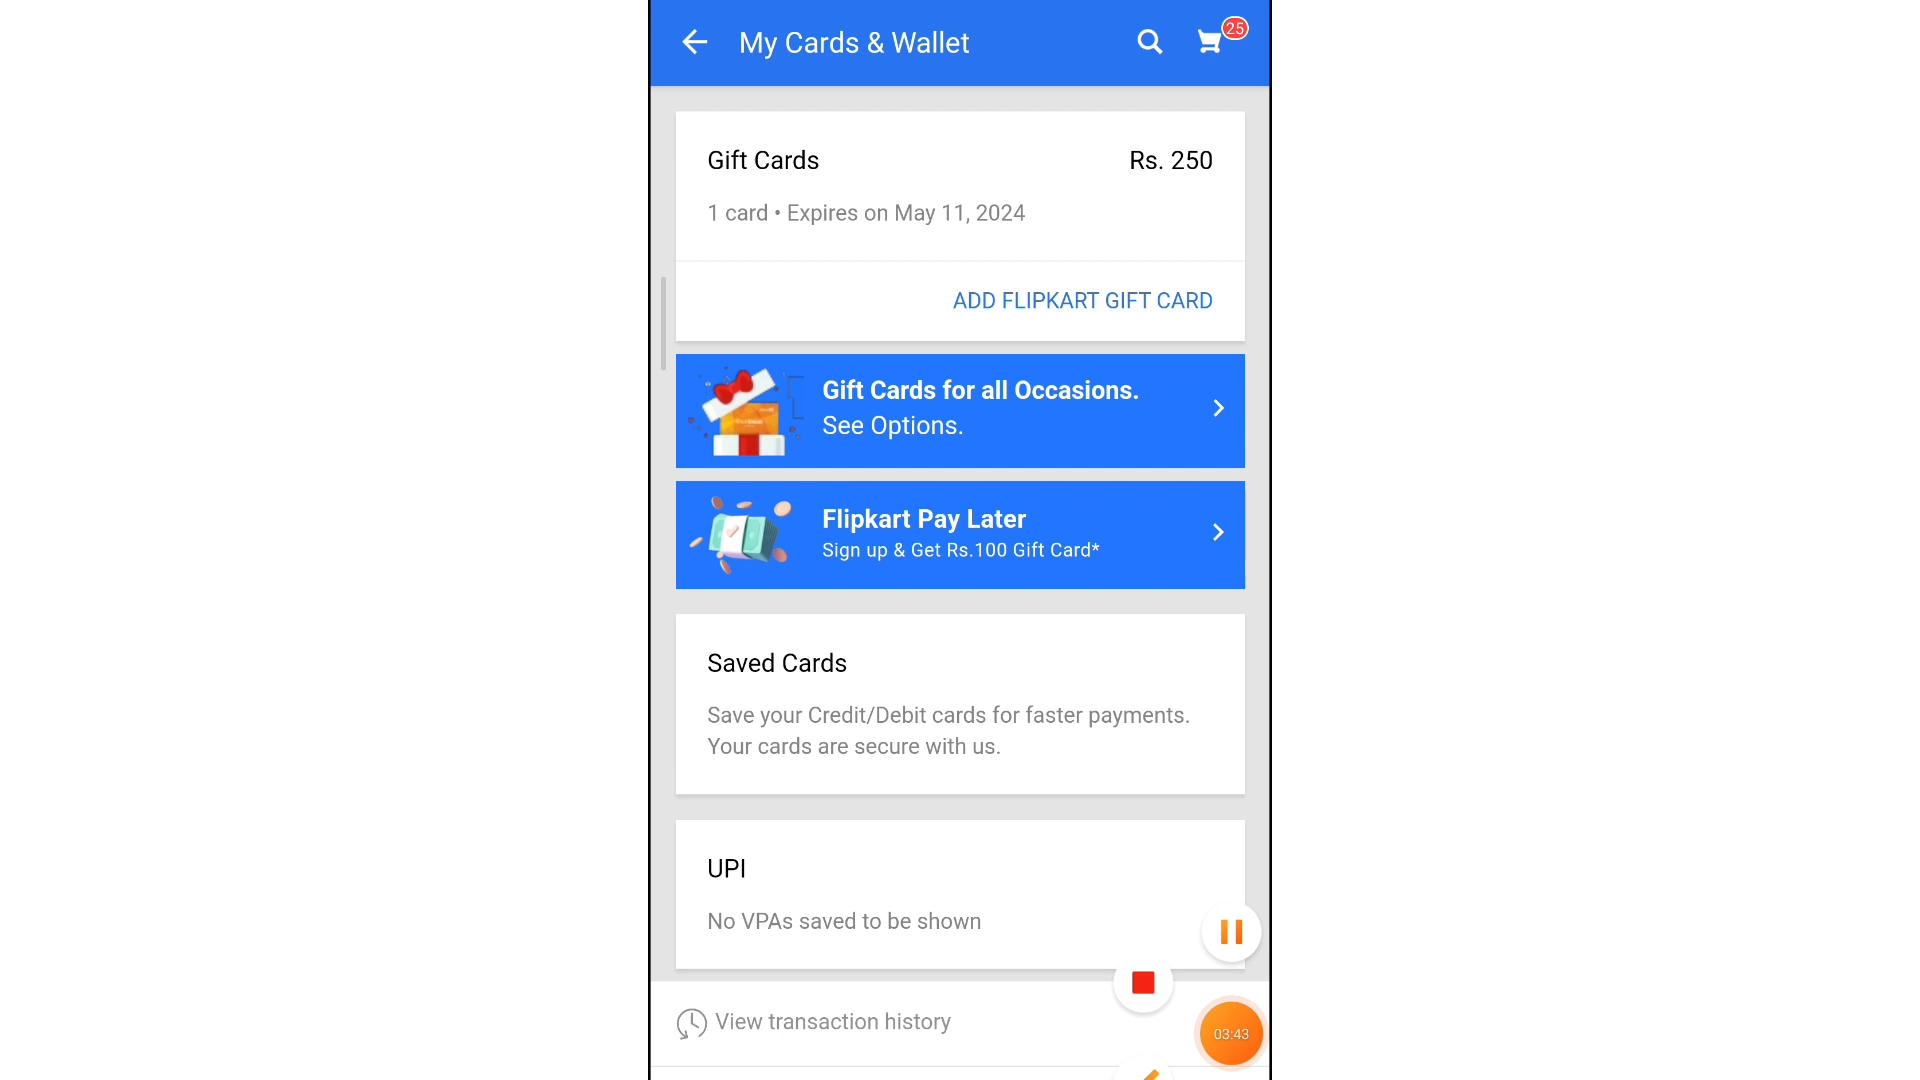 My Cards & Wallet
25
Gift Cards
Rs. 250
1 card • Expires on May 11, 2024
ADD FLIPKART GIFT CARD
Gift Cards for all Occasions.
See Options.
Flipkart Pay Later
Sign up & Get Rs.100 Gift Card*
Saved Cards
Save your Credit/Debit cards for faster payments.
Your cards are secure with us.
UPI
No VPAs saved to be shown
View transaction history
03:43